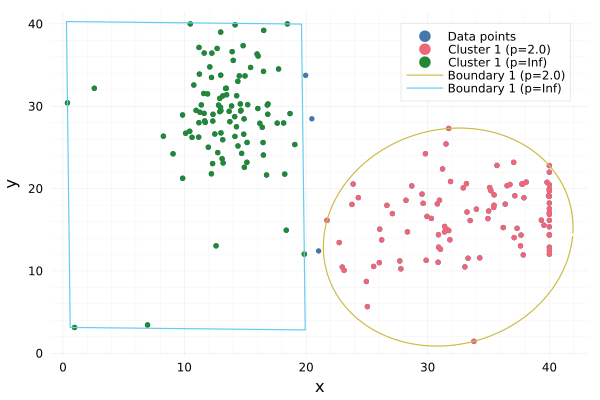 Data points
Cluster 1 (p=2.0)
Cluster 1 (p=Inf)
Boundary 1 (p=2.0)
Boundary 1 (p=Inf)
40
30
20
10
0
y
0 10 20 30 40
x